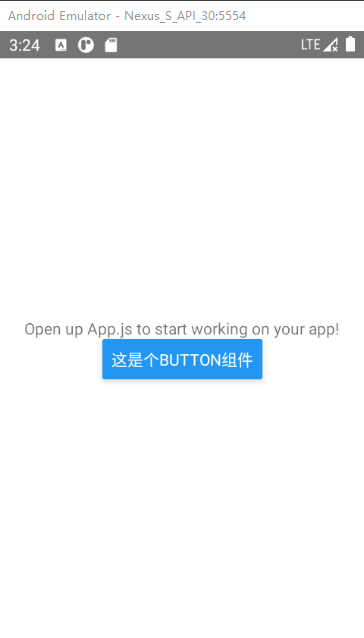 Android Emulator - Nexus_S_API_30:5554
3:24 LTE
Open up App.js to start working on your app!
这是个BUTTON组件